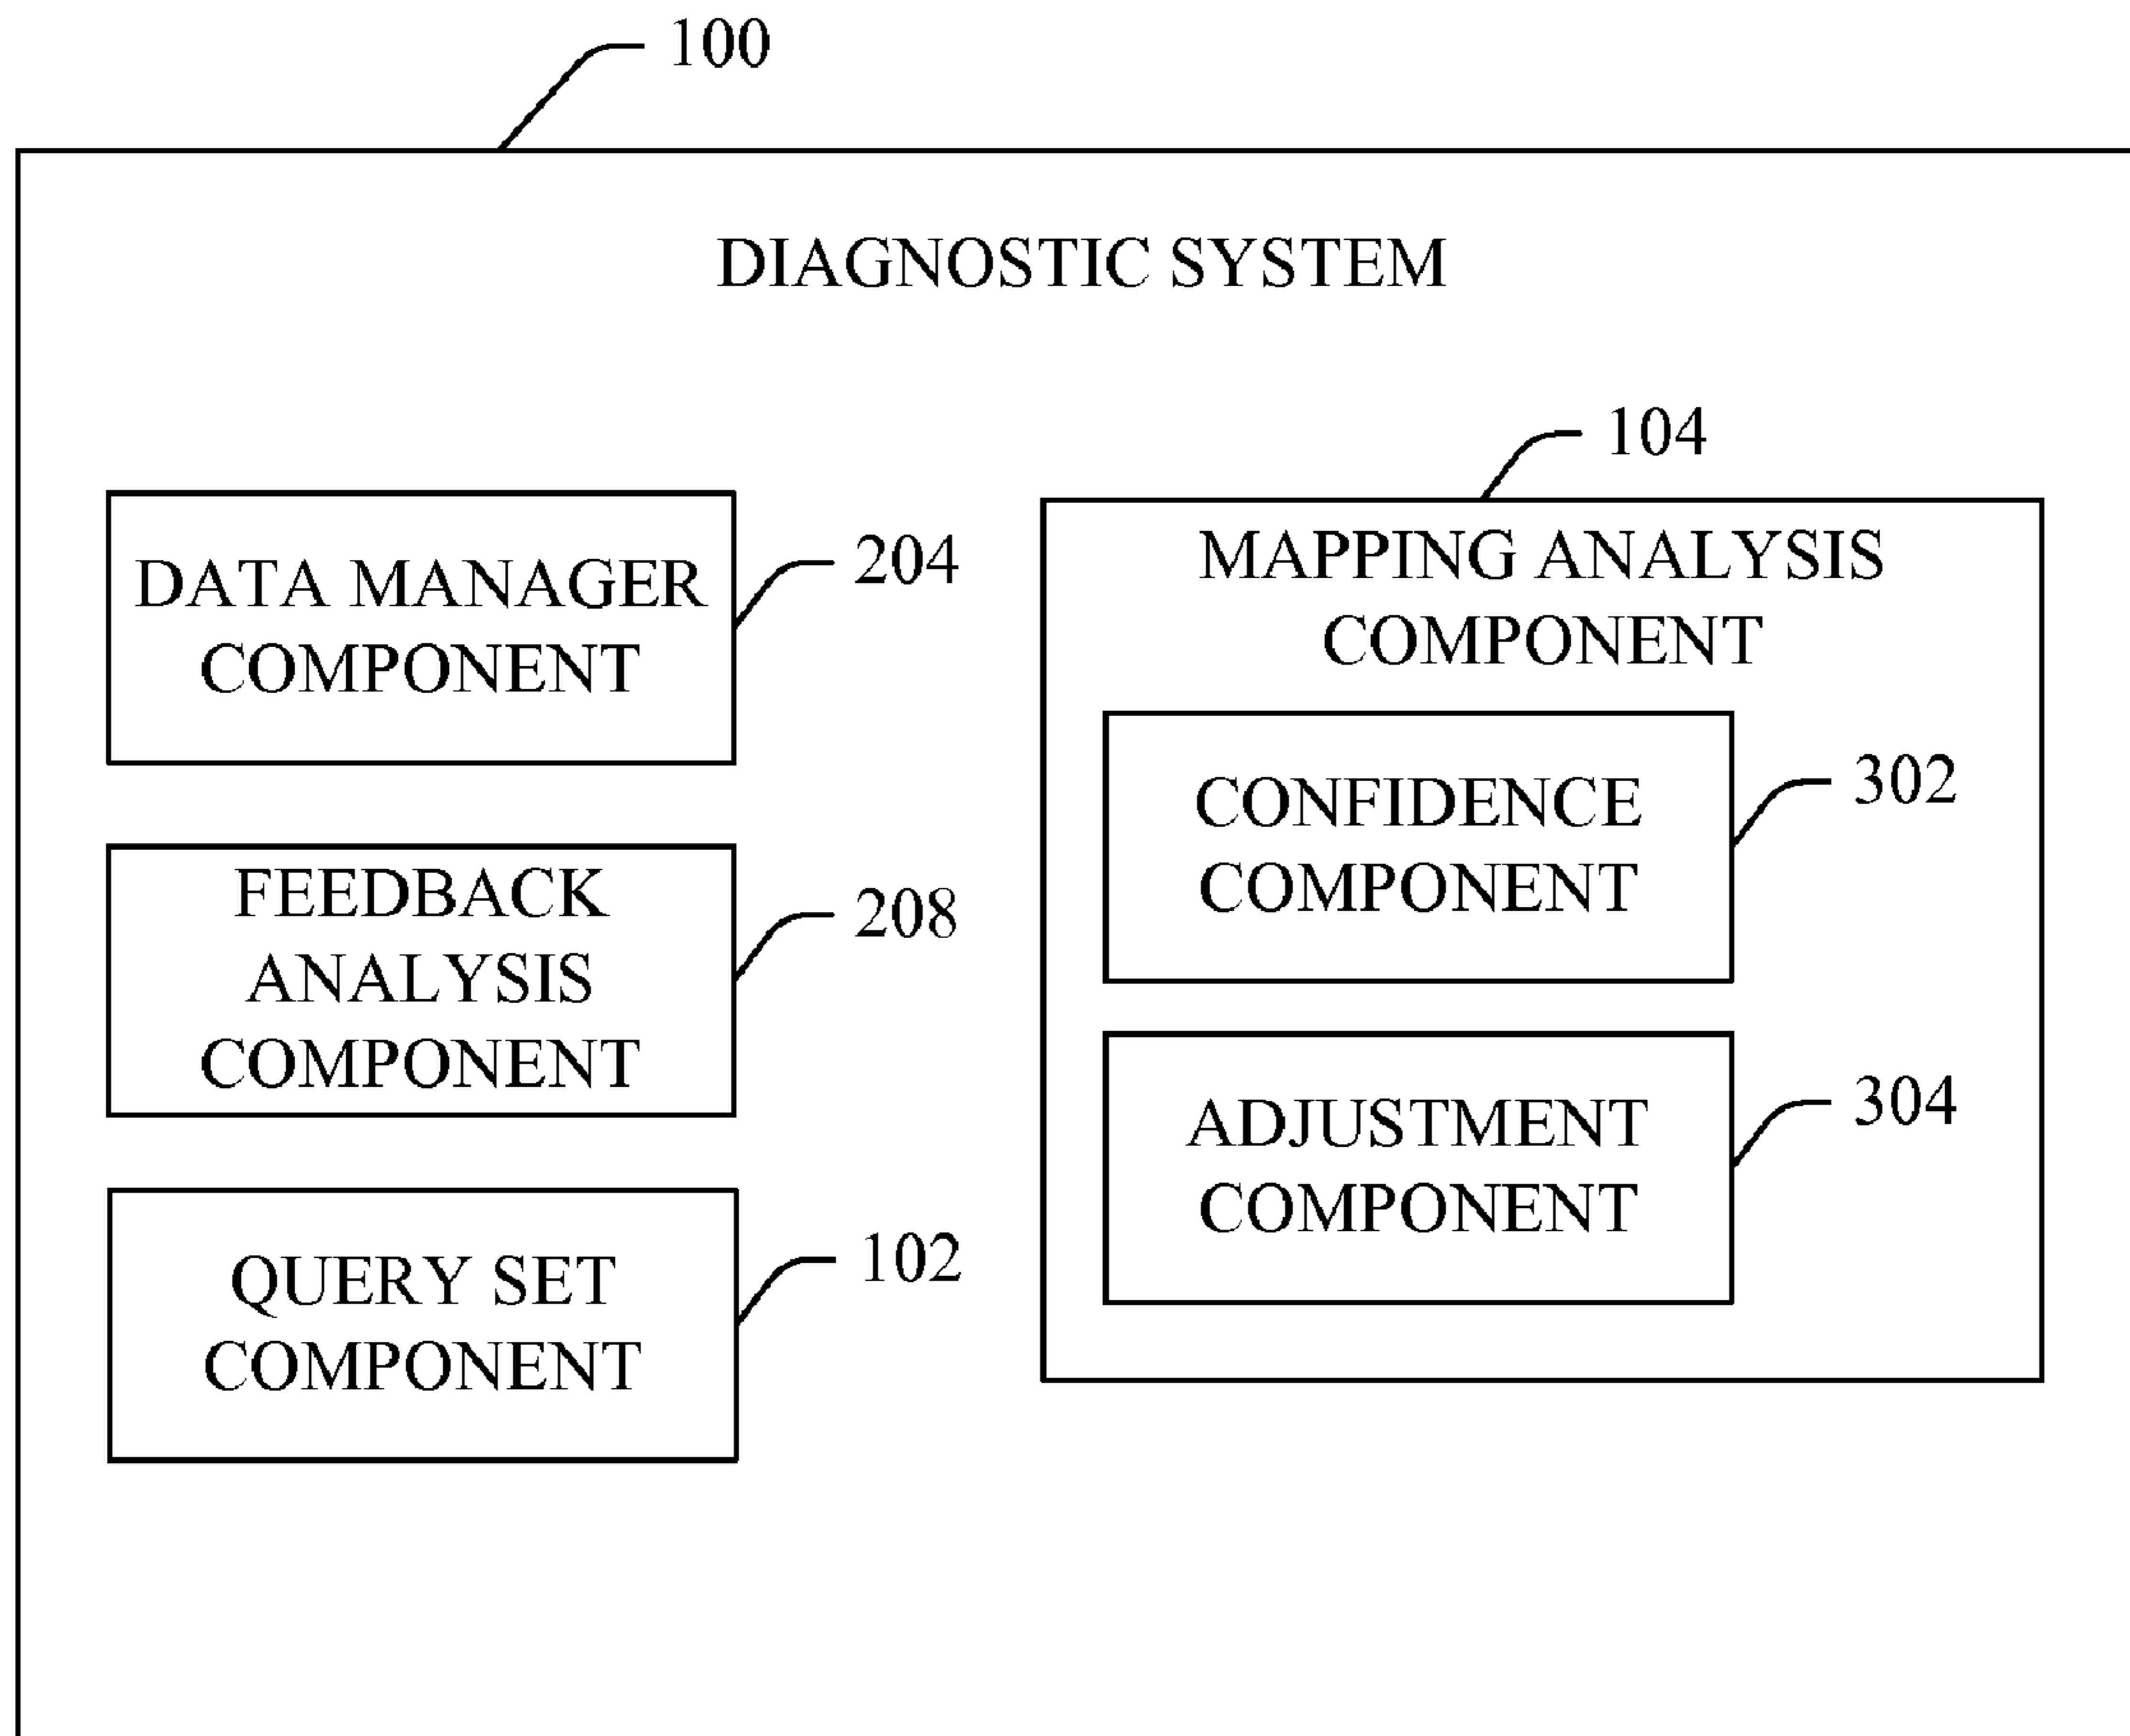 100
DIAGNOSTIC SYSTEM
DATA MANAGER
COMPONENT
204
FEEDBACK
ANALYSIS
COMPONENT
208
QUERY SET
COMPONENT
102
104
MAPPING ANALYSIS
COMPONENT
CONFIDENCE
COMPONENT
302
ADJUSTMENT
COMPONENT
304